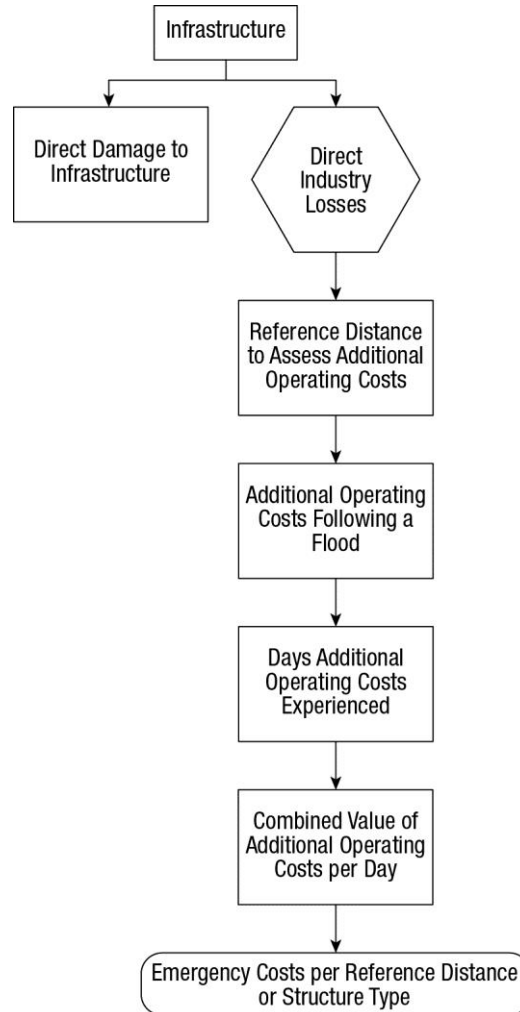 Infrastructure
Direct Damage to
Infrastructure
Direct
Industry
Losses
Reference Distance
to Assess Additional
Operating Costs
Additional Operating
Costs Following a
Flood
Days Additional
Operating Costs
Experienced
Combined Value of
Additional Operating
Costs per Day
Emergency Costs per Reference Distance
or Structure Type